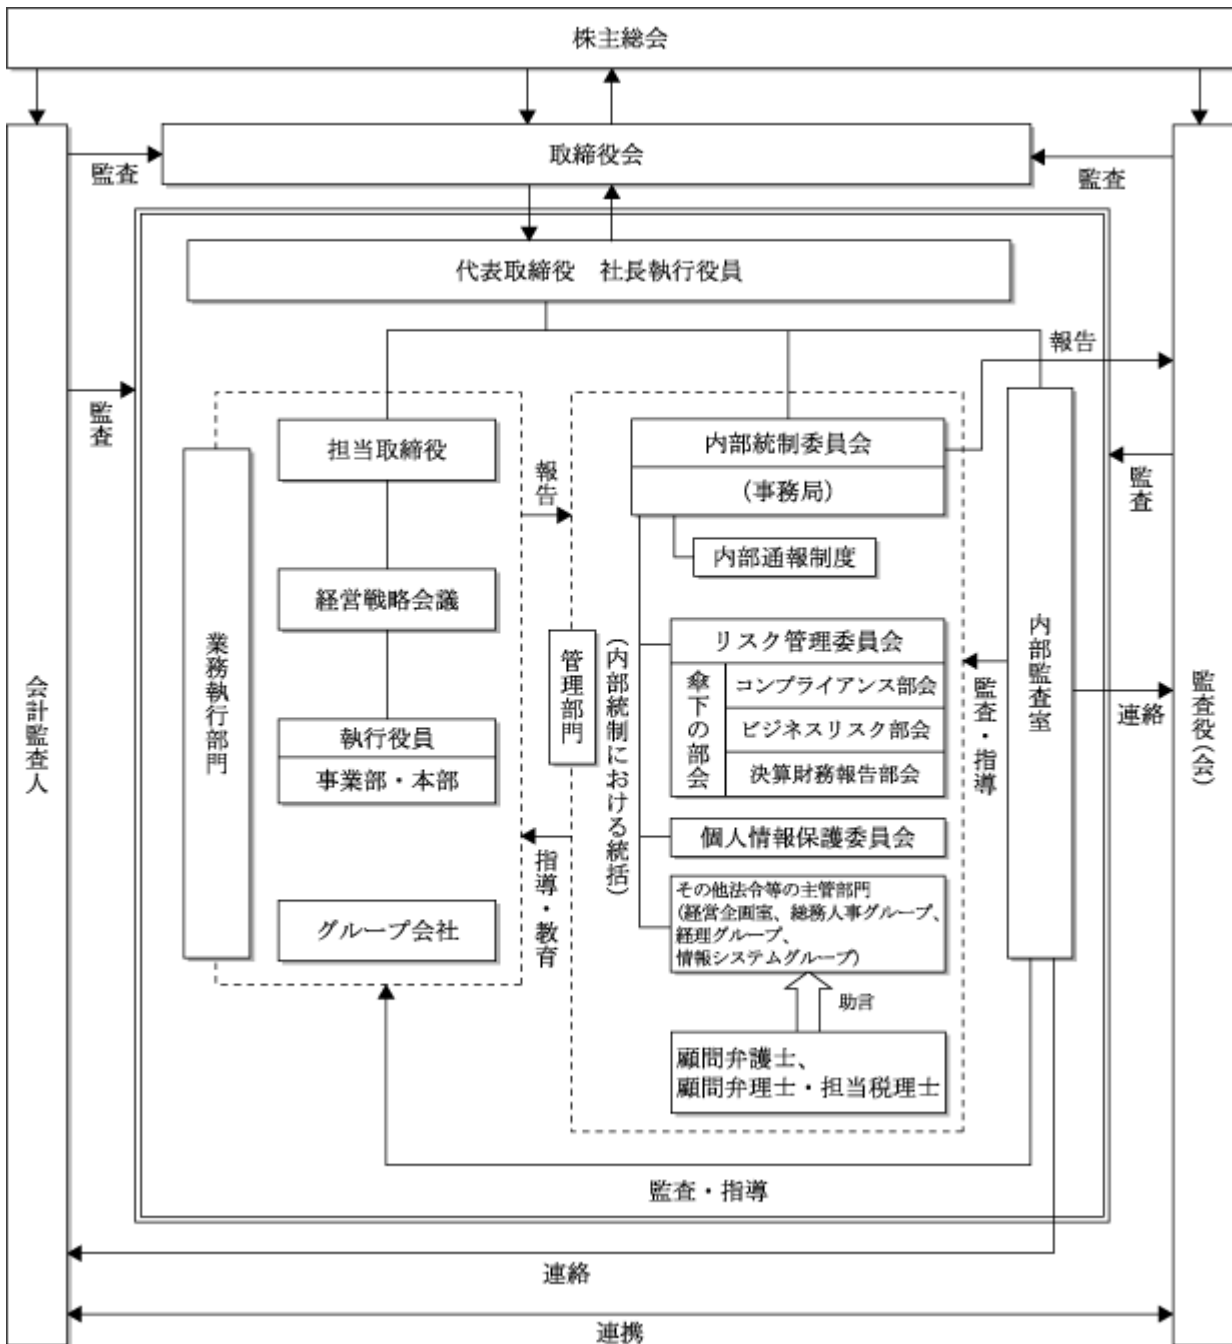 株主総会
取締役会
監査
監査
代表取締役　社長執行役員
報告
監査
監査
担当取締役
報告
内部統制委員会
(事務局)
内部通報制度
経営戦略会議
業務執行部門
管理部門
(内部統制における統括)
リスク管理委員会
傘下の部会
コンプライアンス部会
ビジネスリスク部会
決算財務報告部会
監査・指導
内部監査室
連絡
会計監査人
監査役(会)
執行役員
事業部・本部
個人情報保護委員会
指導・教育
グループ会社
その他法令等の主管部門
(経営企画室、総務人事グループ、
経理グループ、
情報システムグループ)
助言
顧問弁護士、
顧問弁理士・担当税理士
監査・指導
連絡
連携